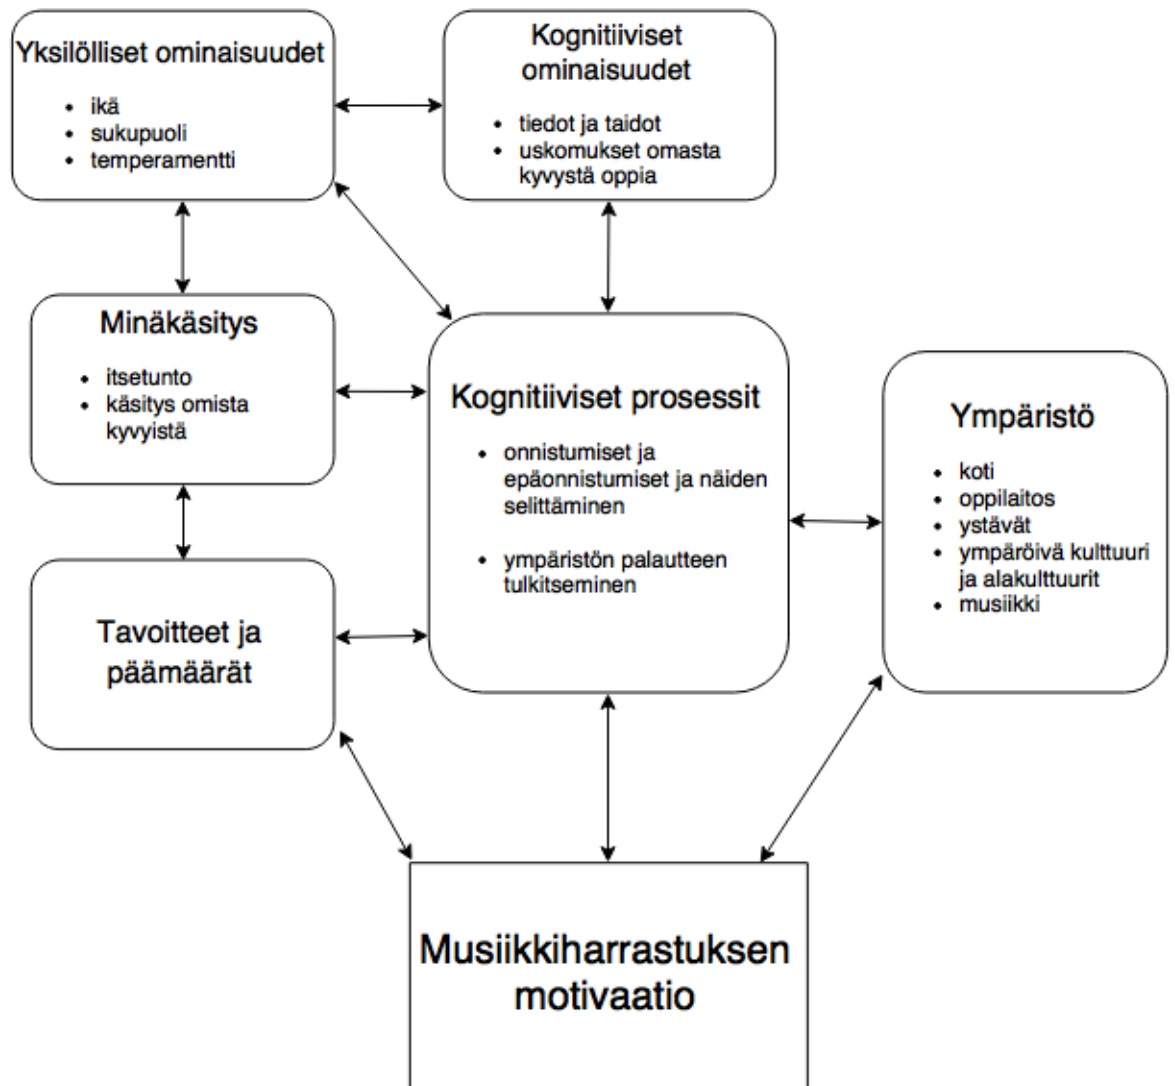 Yksilölliset ominaisuudet
• ikä
• sukupuoli
• temperamentti
Kognitiiviset
ominaisuudet
• tiedot ja taidot
• uskomukset omasta
kyvystä oppia
Minäkäsitys
• itsetunto
• käsitys omista
kyvyistä
Kognitiiviset prosessit
• onnistumiset ja
epäonnistumiset ja näiden
selittäminen
• ympäristön palautteen
tulkitseminen
Ympäristö
• koti
• oppilaitos
• ystävät
• ympäröivä kulttuuri
ja alakulttuurit
• musiikki
Tavoitteet ja
päämäärät
Musiikkiharrastuksen
motivaatio